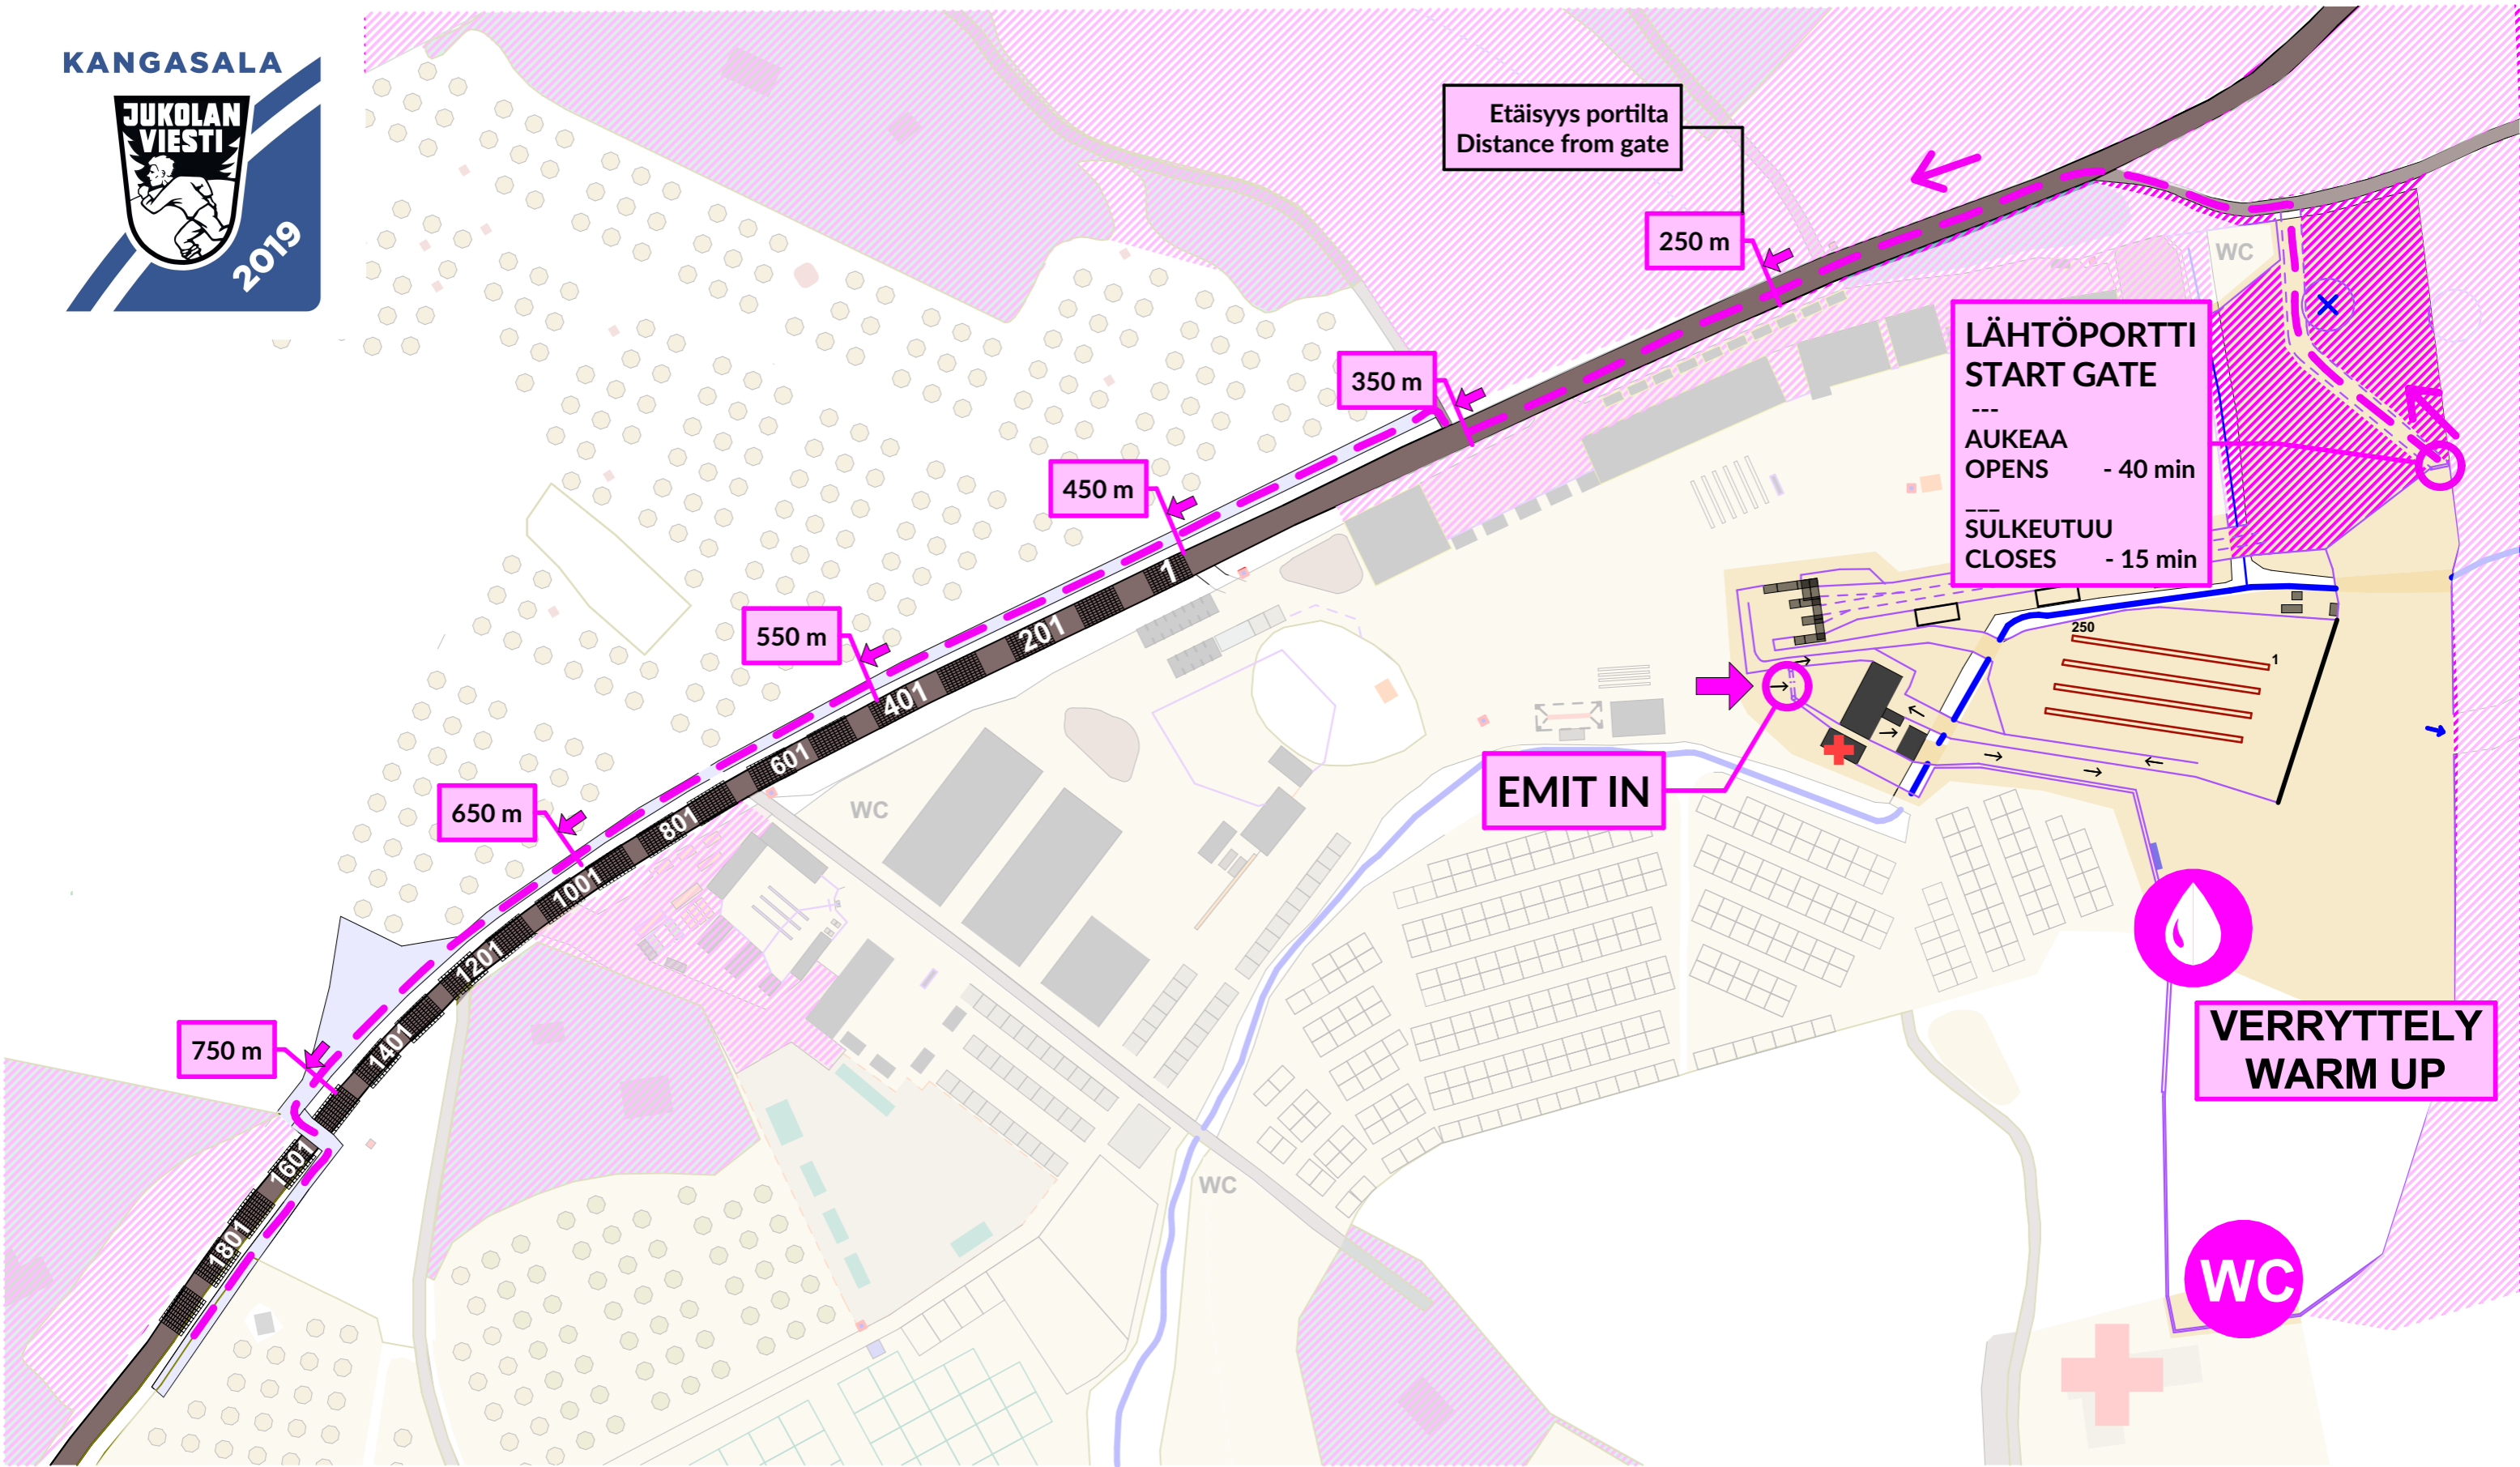 KANGASALA
JUKOLAN
VIESTI
2019
Etäisyys portilta
Distance from gate
250 m
WC
LÄHTÖPORTTI
START GATE
---
AUKEAA
OPENS - 40 min
___
SULKEUTUU
CLOSES - 15 min
350 m
450 m
1
550 m
201
250
1
401
601
650 m
801
WC
EMIT IN
1001
1201
750 m
1401
VERRYTTELY
WARM UP
1601
WC
1801
WC